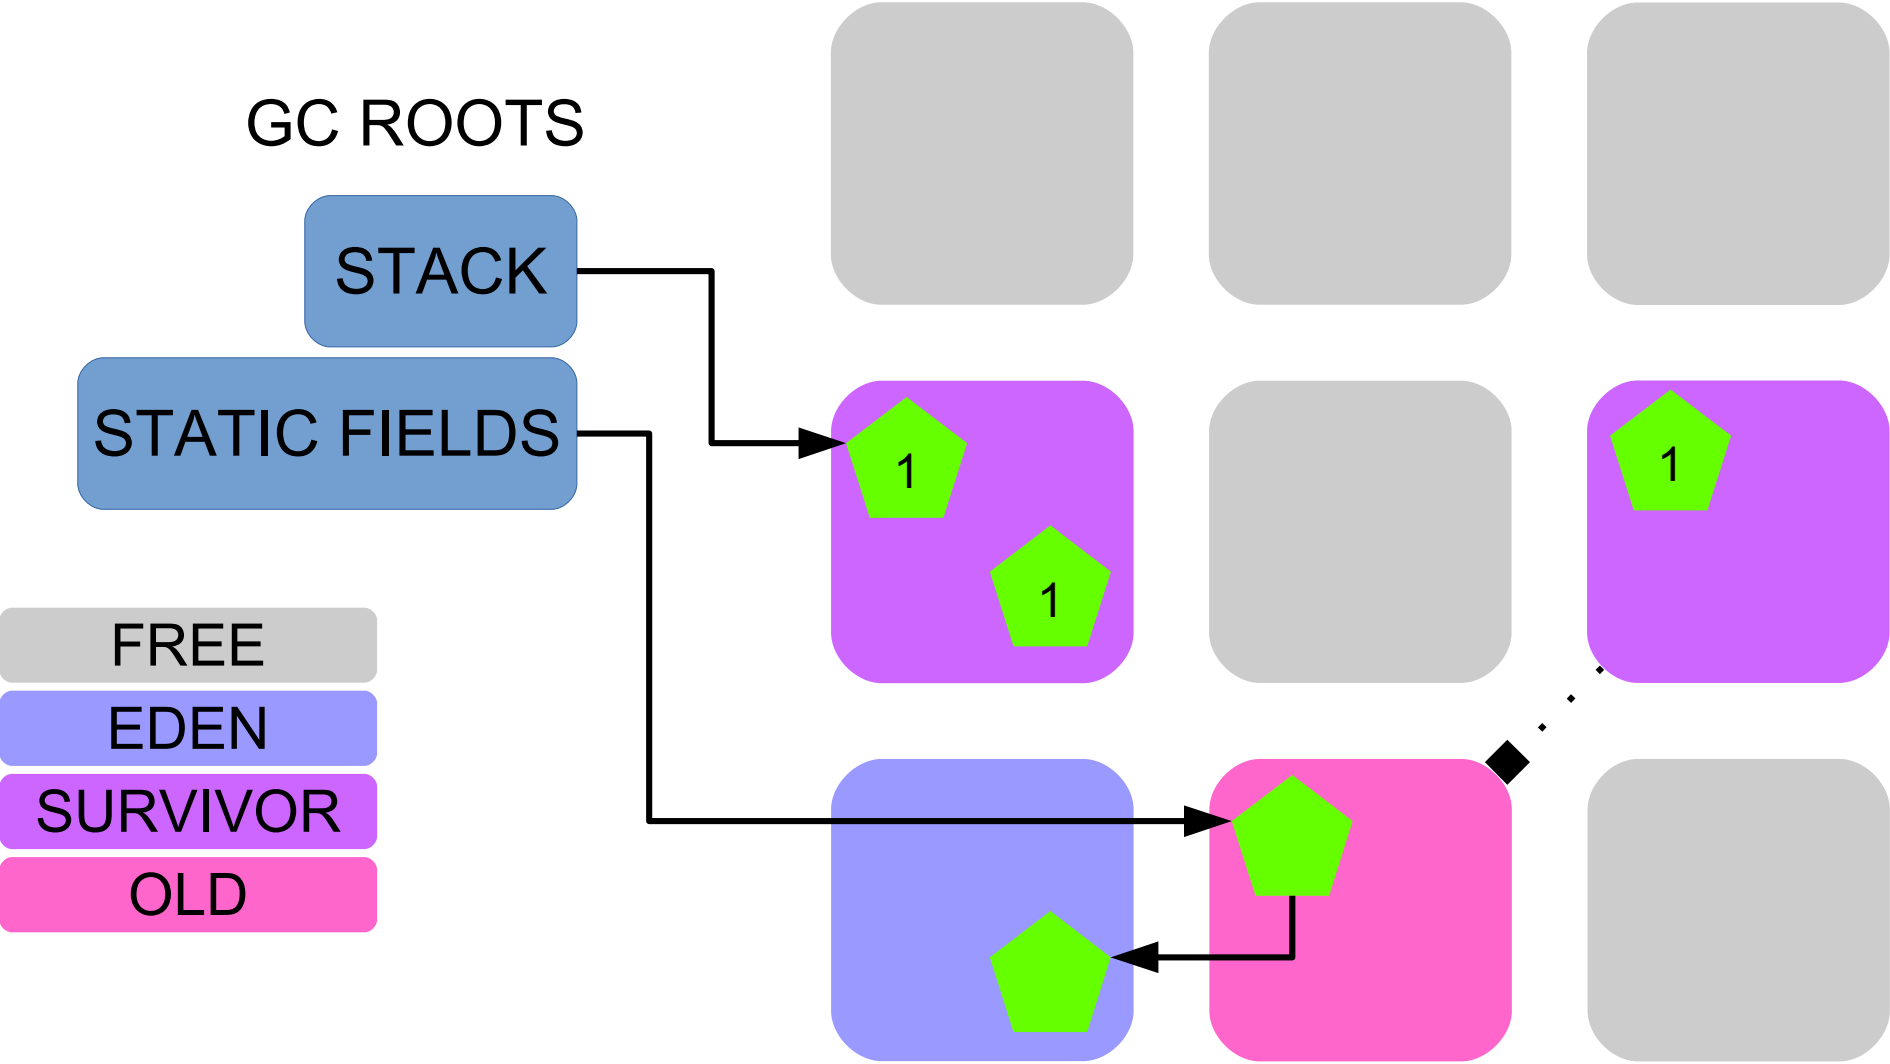 GC ROOTS
STACK
STATIC FIELDS
1
1
1
FREE
EDEN
SURVIVOR
OLD